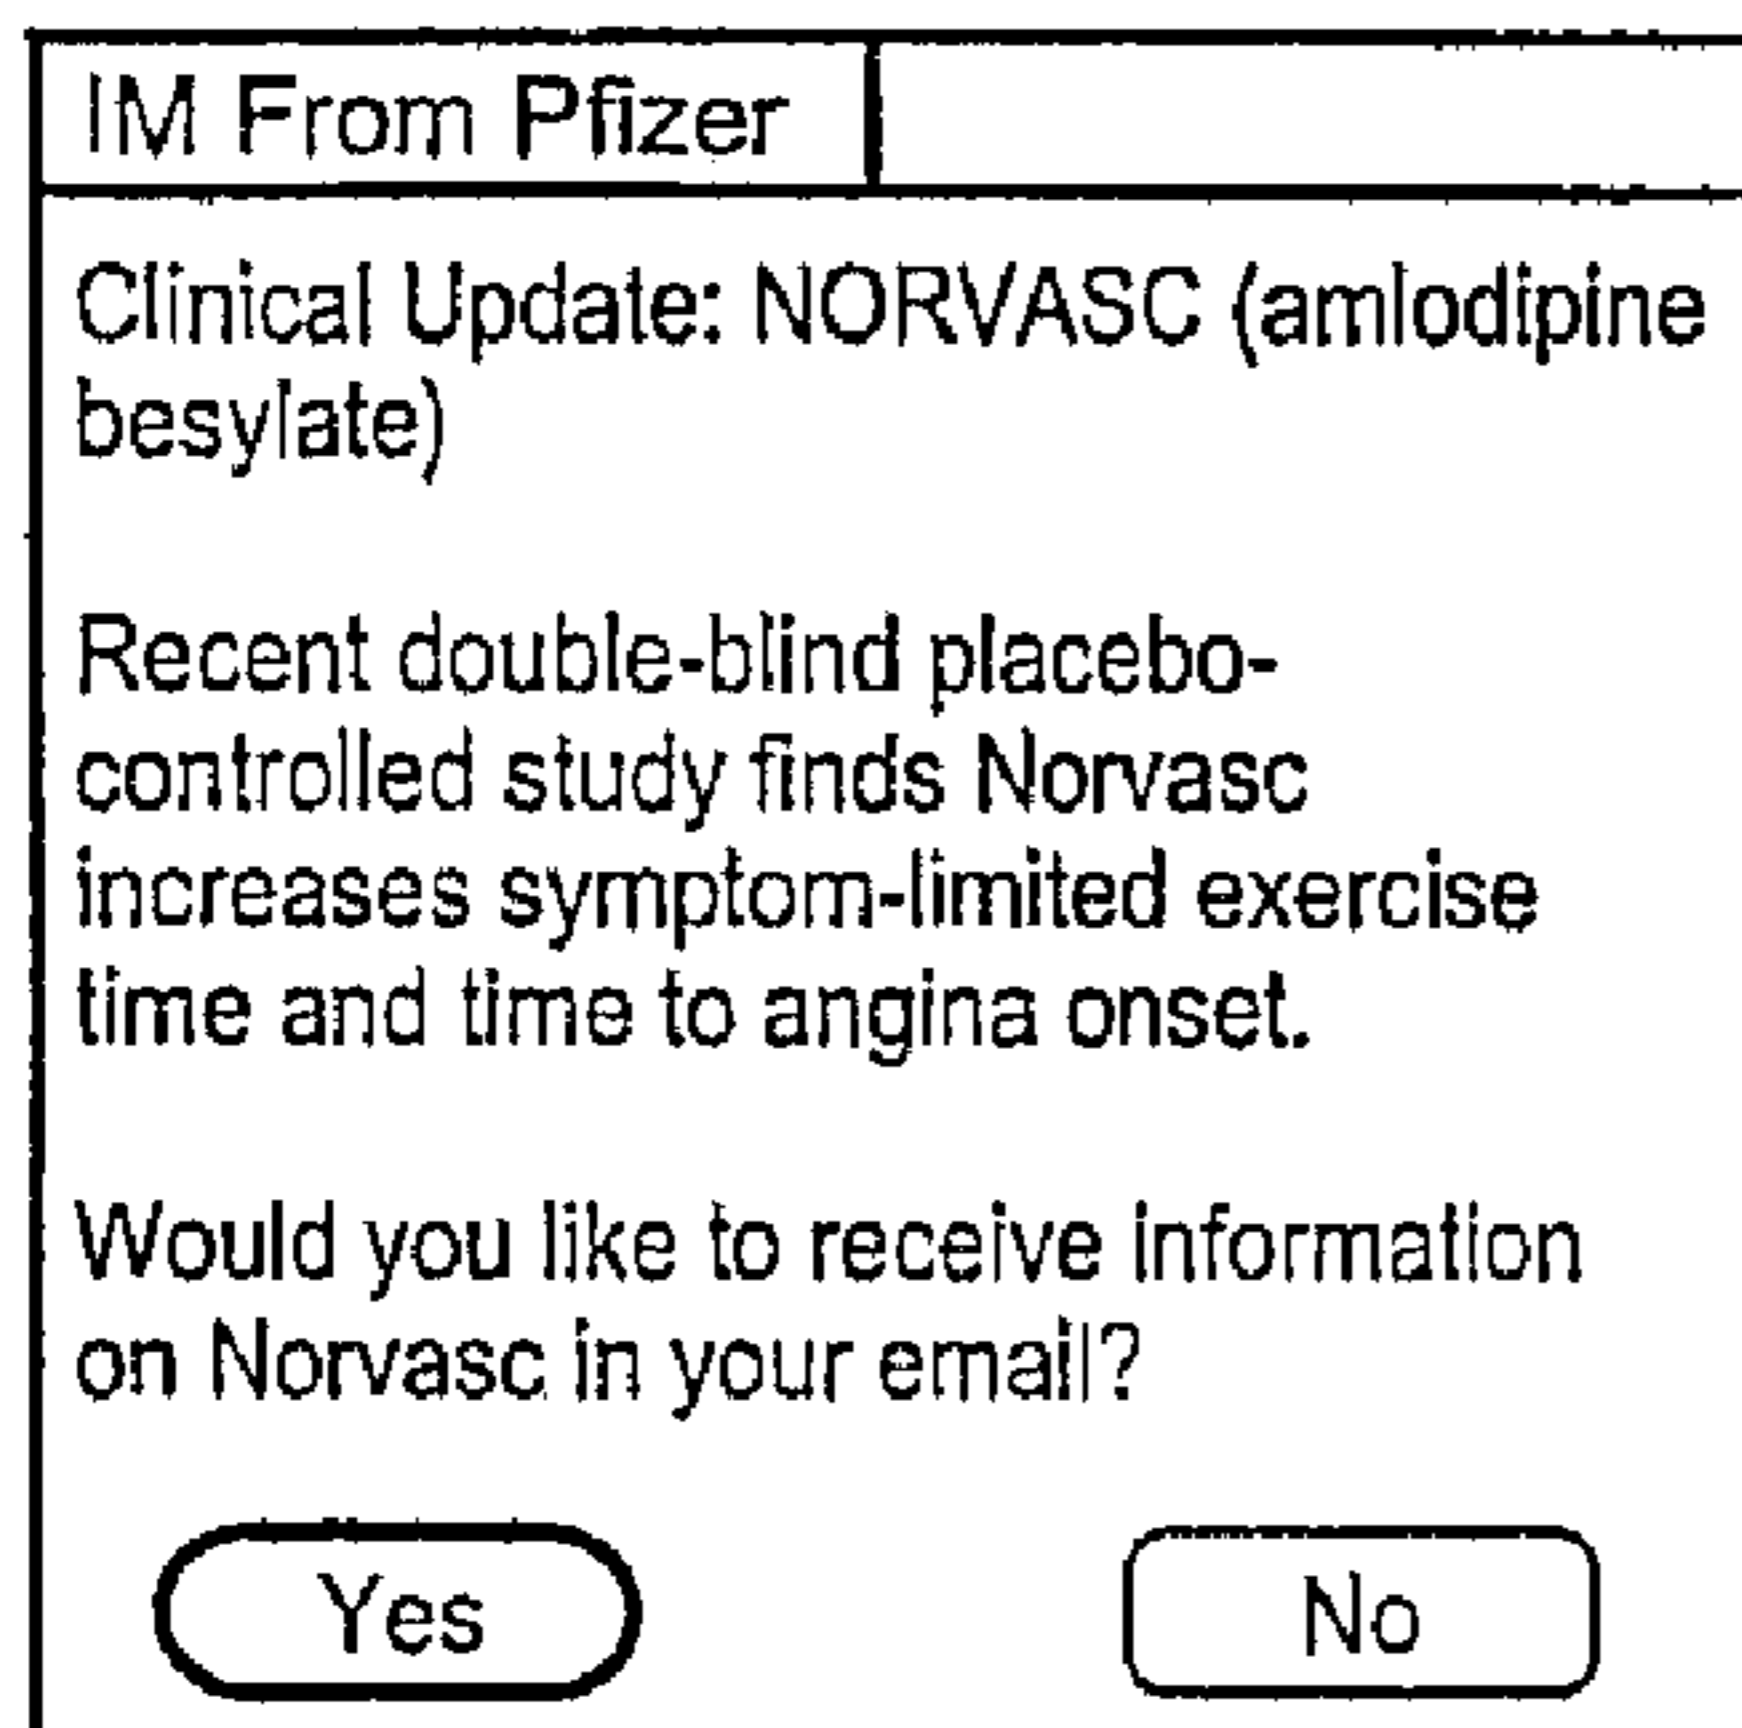 IM From Pfizer
Clinical Update: NORVASC (amlodipine
besylate)
Recent double-blind placebo-
controlled study finds Norvasc
increases symptom-limited exercise
time and time to angina onset.
Would you like to receive information
on Norvasc in your email?
Yes
No